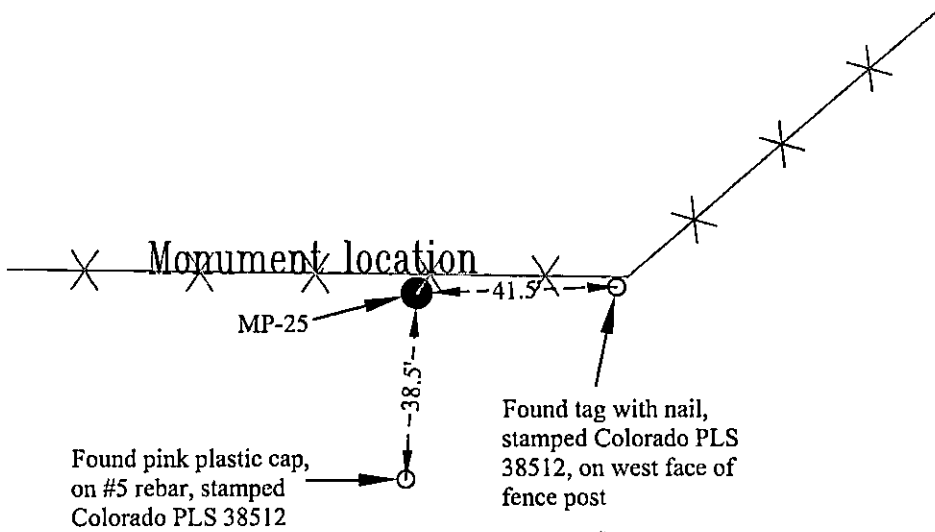 Monument location
MP-25
41.5'
38.5'
Found pink plastic cap,
on #5 rebar, stamped
Colorado PLS 38512
Found tag with nail,
stamped Colorado PLS
38512, on west face of
fence post